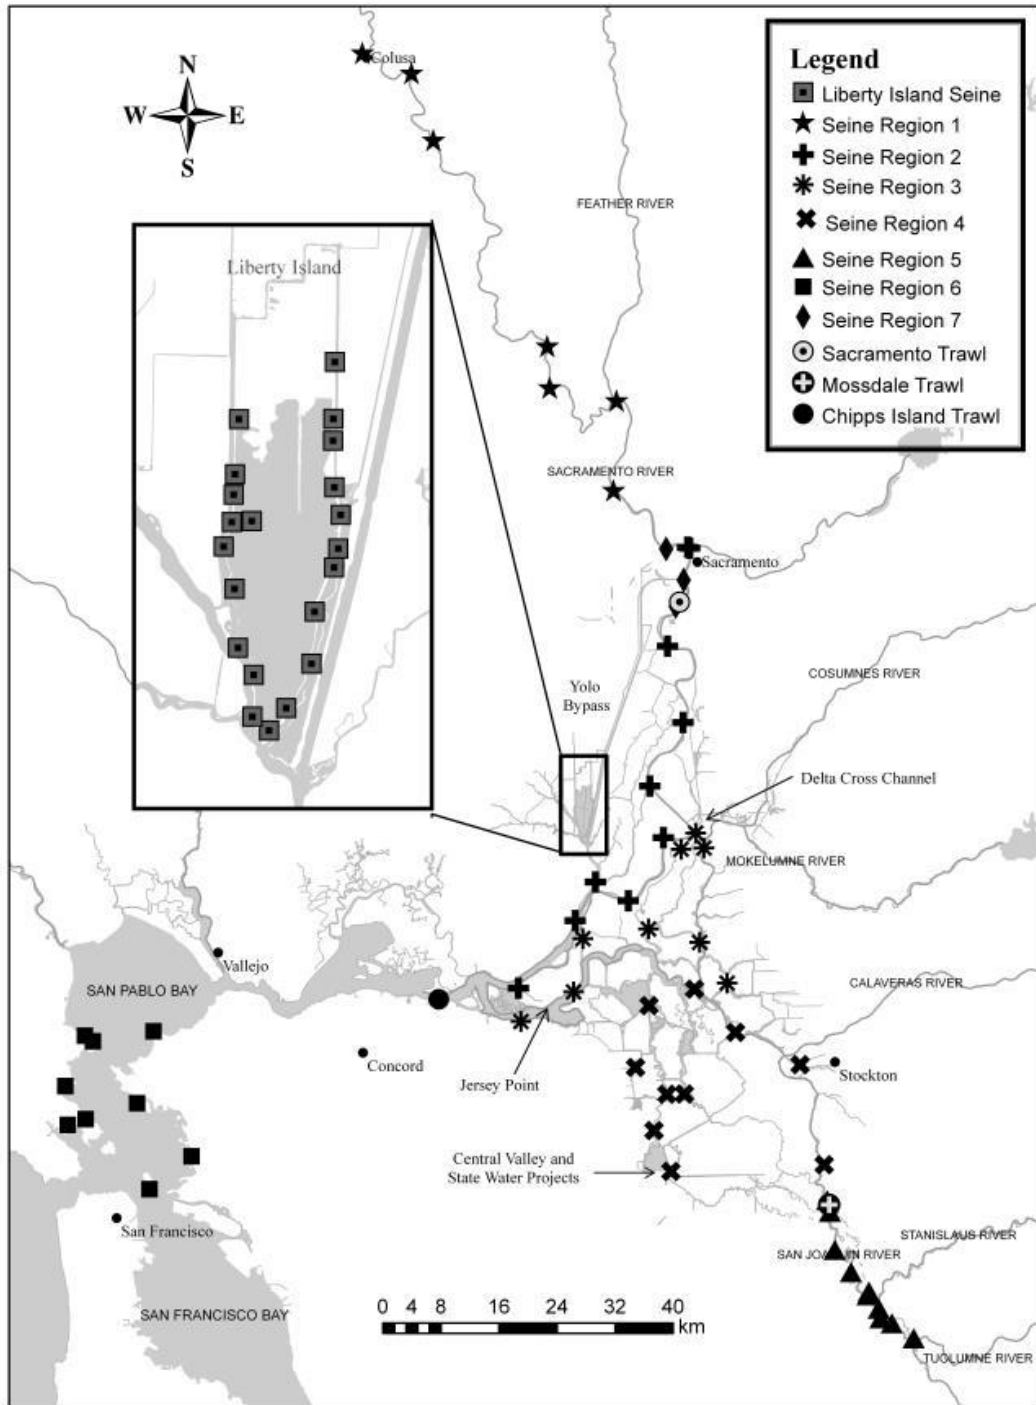 Legend
Liberty Island Seine
Seine Region 1
Seine Region 2
Seine Region 3
Seine Region 4
Seine Region 5
Seine Region 6
Seine Region 7
Sacramento Trawl
Mossdale Trawl
Chipps Island Trawl
Colusa
N
W E
S
FEATHER RIVER
Liberty Island
SACRAMENTO RIVER
Sacramento
COSUMNES RIVER
Yolo
Bypass
Delta Cross Channel
MOKELUMNE RIVER
Vallejo
SAN PABLO BAY
CALAVERAS RIVER
Concord
Jersey Point
Stockton
Central Valley and
State Water Projects
San Francisco
STANISLAUS RIVER
SAN JOAQUIN RIVER
SAN FRANCISCO BAY
0 4 8 16 24 32 40
km
TUOLUMNE RIVER